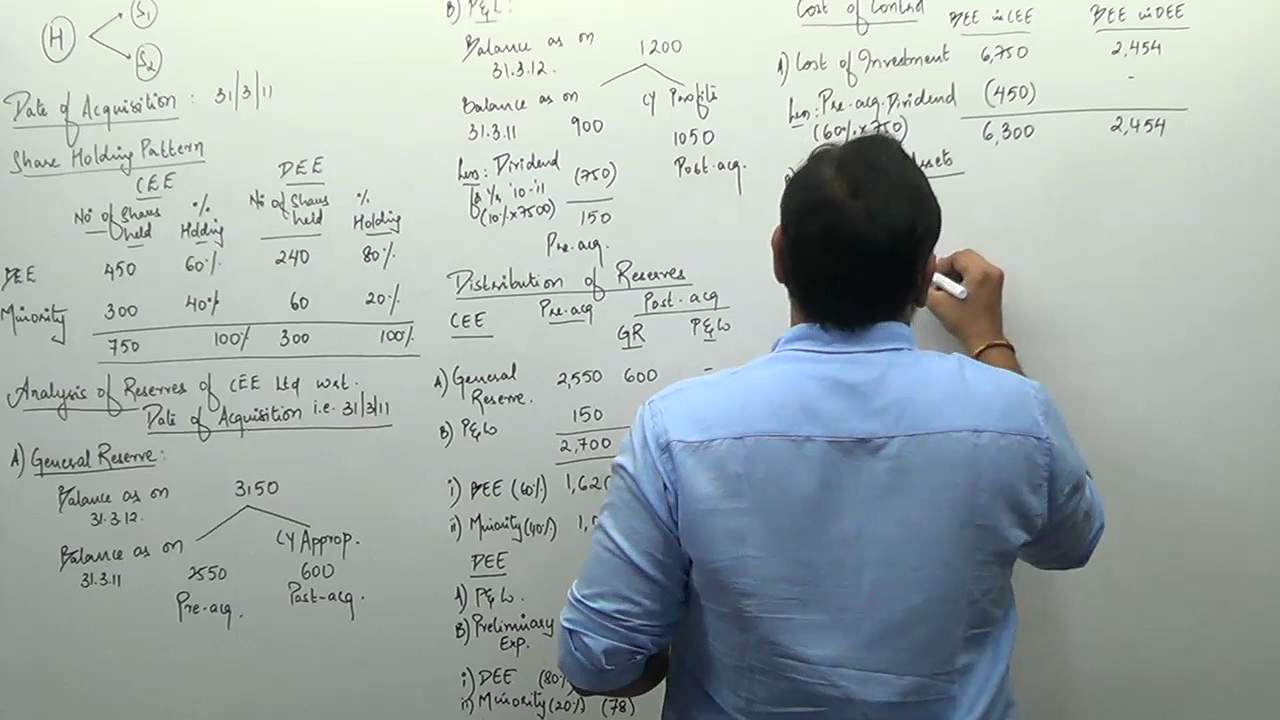 H
S1
S2
Date of Acquisition : 31/3/11
Share Holding Pattern
CEE DEE
No. of Shares held % Holding No of Shares held % Holding
DEE 450 60% 240 80%
Minority 300 40% 60 20%
750 100% 300 100%
Analysis of Reserves of CEE Ltd wrt.
Date of Acquisition i.e. 31/3/11
A) General Reserve:
Balance as on 3150
31.3.12.
Balance as on CY Approp.
31.3.11 2550 600
Pre-acq. Post-acq.
B) P&L:
Balance as on 1200
31.3.12.
Balance as on CY Profits
31.3.11 900 1050
Less: Dividend (750) Post-acq.
for Yr. '10-'11
(10% x 7500) 150
Pre-acq.
Distribution of Reserves
CEE Pre-acq Post-acq
GR P&L
A) General Reserve. 2,550 600 -
B) P&L 150
2,700
i) DEE (60%) 1,620
ii) Minority (40%)
DEE
A) P&L.
B) Preliminary Exp.
i) DEE (80%)
ii) Minority (20%) (78)
Cost of Control DEE in CEE BEE in DEE
A) Cost of Investment 6,750 2,454
Less: Pre-acq. Dividend (450) -
(60% x 750) 6,300 2,454
Assets